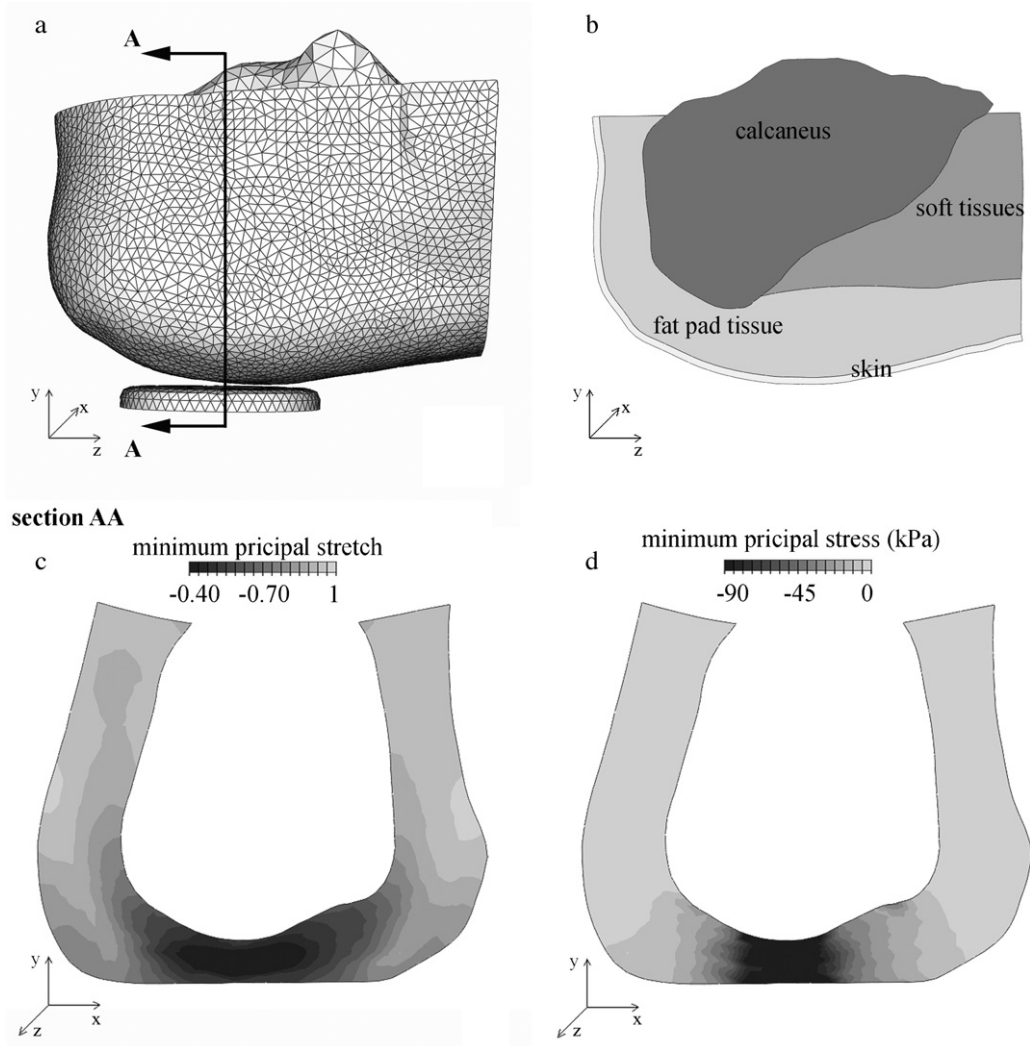 a
A
y
x
z
A
b
calcaneus
soft tissues
fat pad tissue
skin
y
x
z
section AA
c
minimum pricipal stretch
-0.40 -0.70 1
y
x
z
d
minimum pricipal stress (kPa)
-90 -45 0
y
x
z